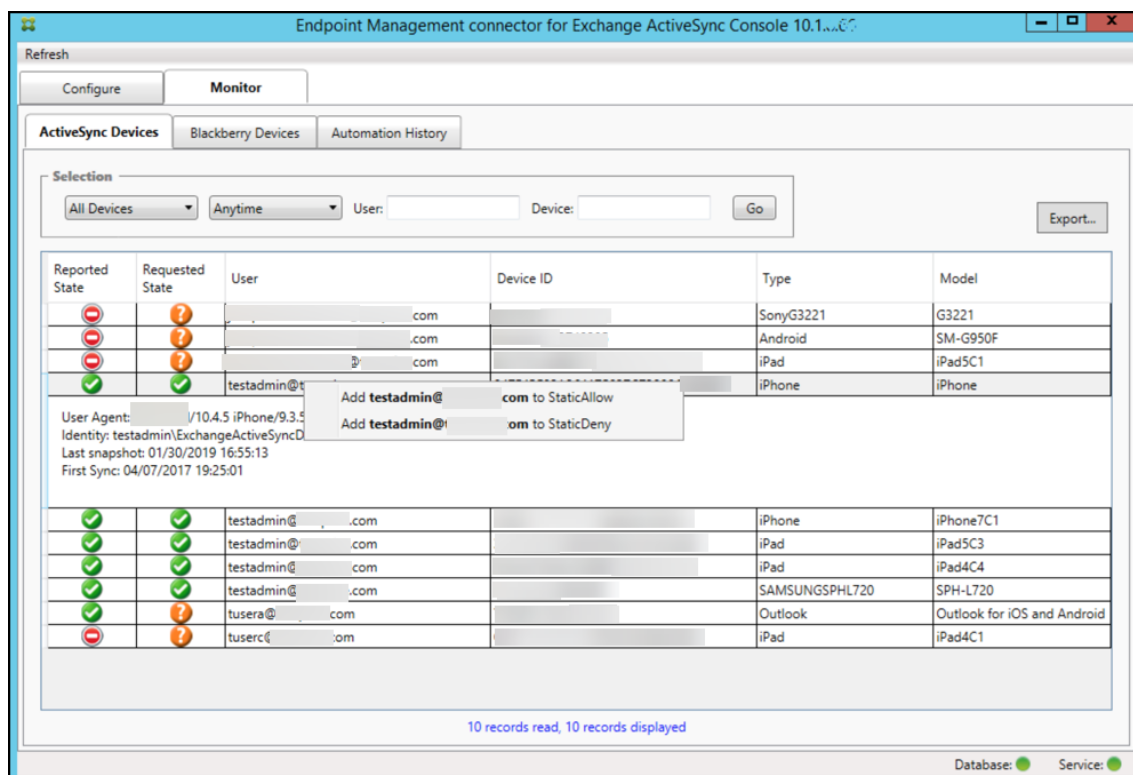 Endpoint Management connector for Exchange ActiveSync Console 10.1...
Refresh
Configure Monitor
ActiveSync Devices Blackberry Devices Automation History
Selection
All Devices Anytime User: Device: Go
Export...
Reported State Requested State User Device ID Type Model
.com SonyG3221 G3221
.com Android SM-G950F
com iPad iPad5C1
testadmin@ iPhone iPhone
Add testadmin@ .com to StaticAllow
Add testadmin@ com to StaticDeny
User Agent: /10.4.5 iPhone/9.3.5
Identity: testadmin\ExchangeActiveSyncD
Last snapshot: 01/30/2019 16:55:13
First Sync: 04/07/2017 19:25:01
testadmin@ .com iPhone iPhone7C1
testadmin@ .com iPad iPad5C3
testadmin@ .com iPad iPad4C4
testadmin@ .com SAMSUNGSPHL720 SPH-L720
tusera@ com Outlook Outlook for iOS and Android
tuserc com iPad iPad4C1
10 records read, 10 records displayed
Database: Service: